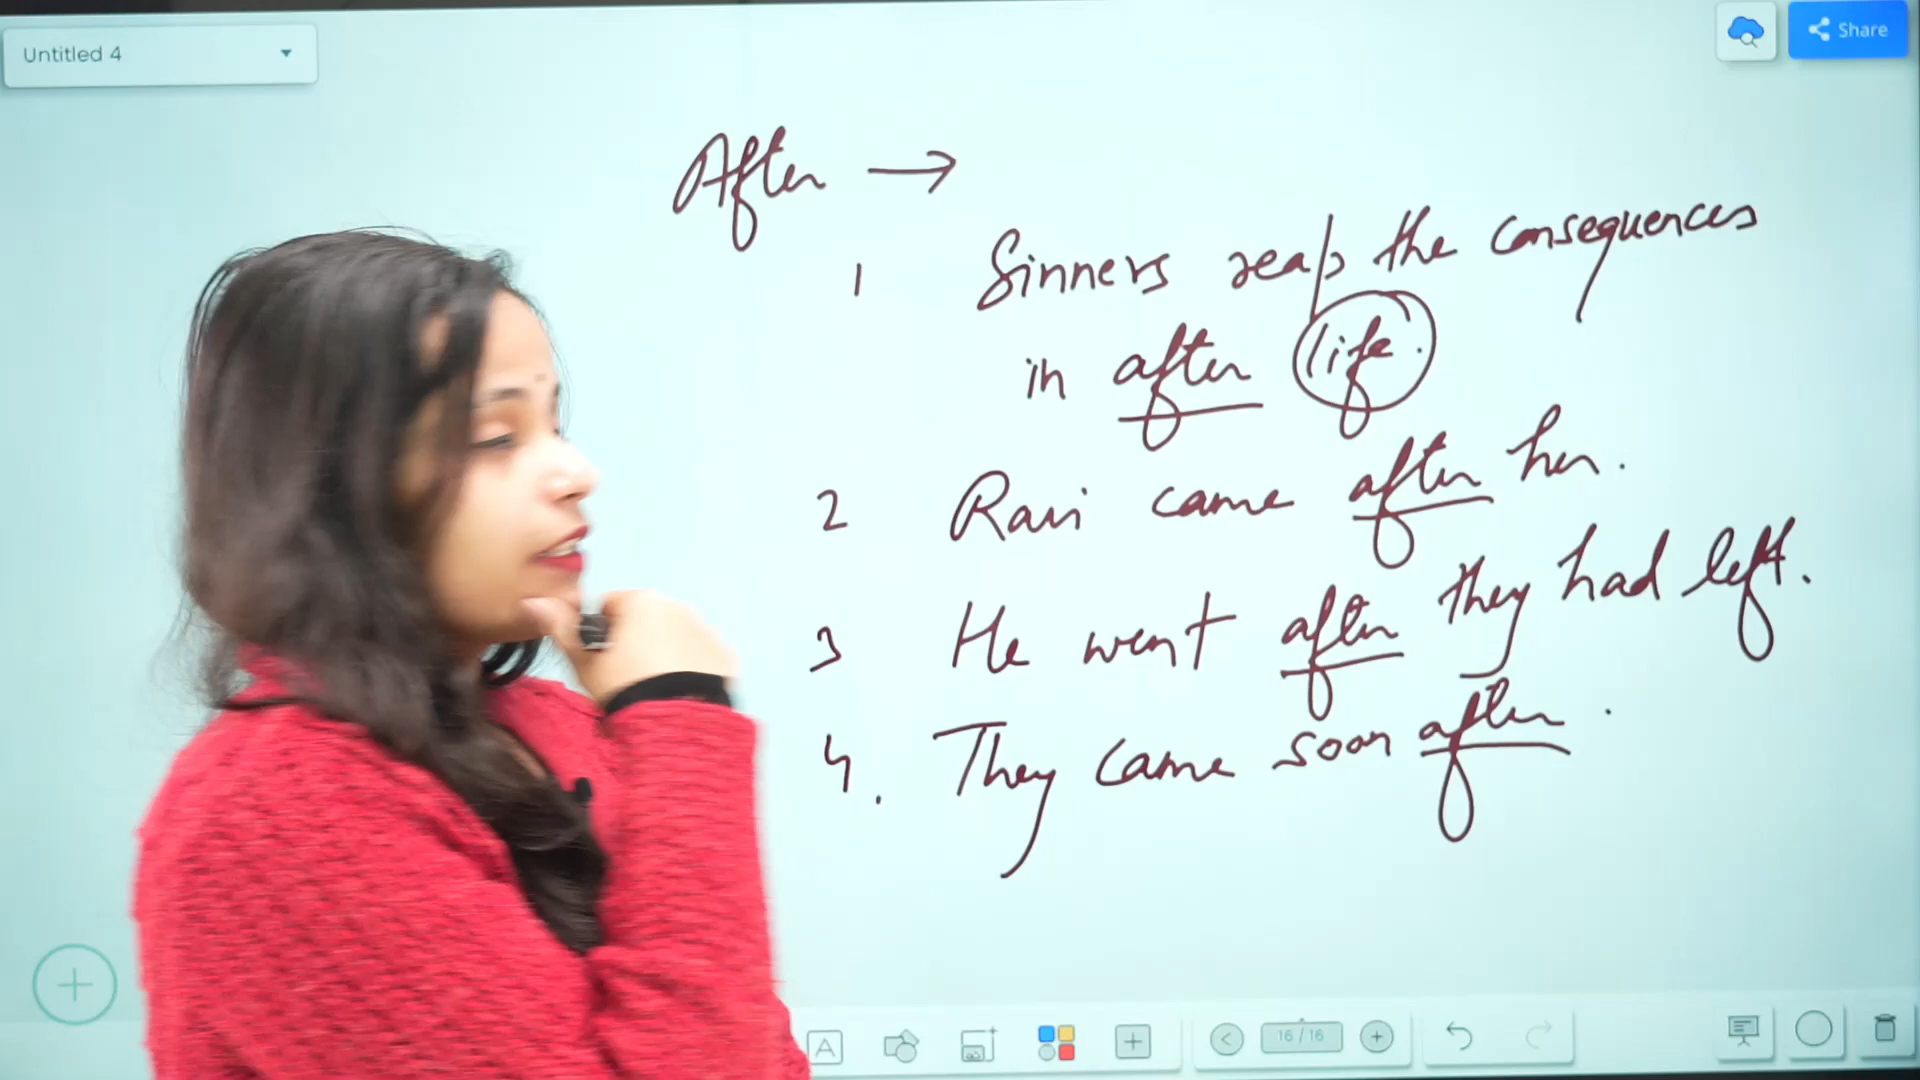 Untitled 4
Share
After →
1 Sinners reap the consequences
in after life.
2 Ravi came after her.
3 He went after they had left.
4. They came soon after.
A
16 / 16